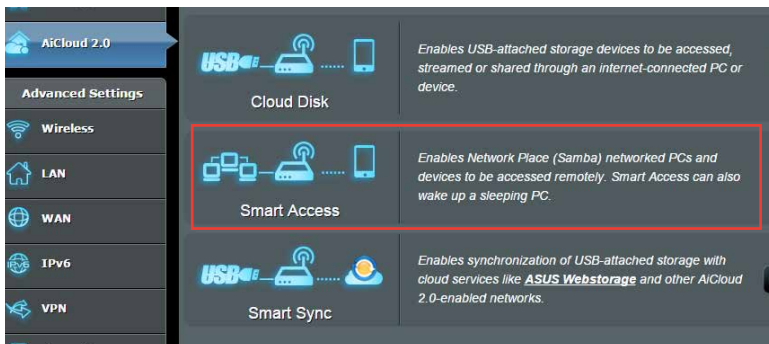 AiCloud 2.0
Advanced Settings
Wireless
LAN
WAN
IPv6
IPv6
VPN
USB
Cloud Disk
Enables USB-attached storage devices to be accessed,
streamed or shared through an internet-connected PC or
device.
Smart Access
Enables Network Place (Samba) networked PCs and
devices to be accessed remotely. Smart Access can also
wake up a sleeping PC.
USB
Smart Sync
Enables synchronization of USB-attached storage with
cloud services like ASUS Webstorage and other AiCloud
2.0-enabled networks.